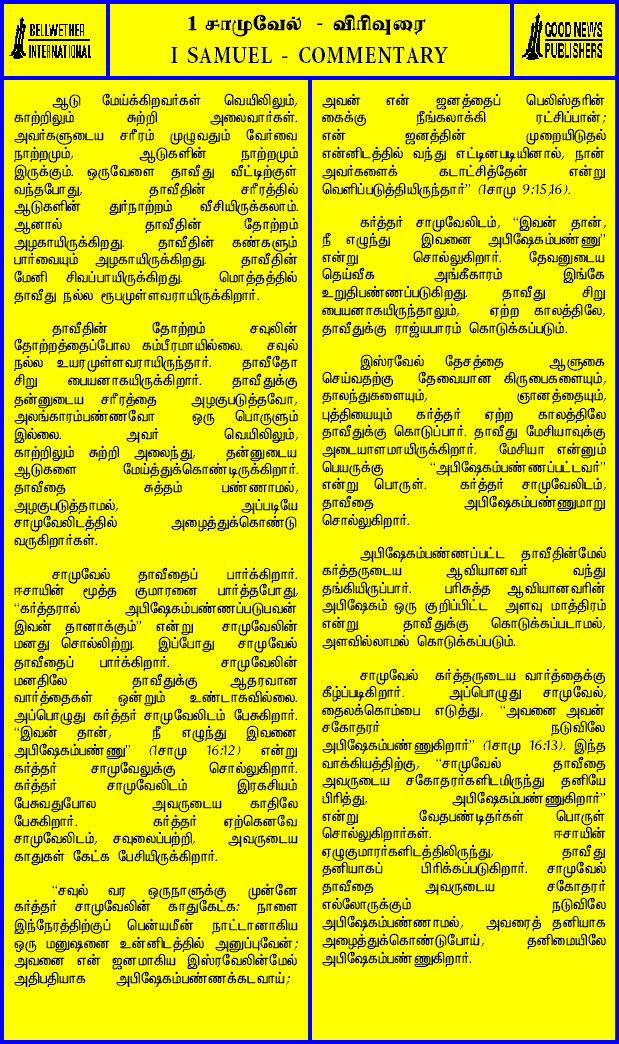 BELLWETHER
INTERNATIONAL
1 சாமுவேல் - விரிவுரை
I SAMUEL - COMMENTARY
GOOD NEWS
PUBLISHERS
ஆடு மேய்க்கிறவர்கள் வெயிலிலும்,
காற்றிலும் சுற்றி அலைவார்கள்.
அவர்களுடைய சரீரம் முழுவதும் வேர்வை
நாற்றமும், ஆடுகளின் நாற்றமும்
இருக்கும். ஒருவேளை தாவீது வீட்டிற்குள்
வந்தபோது, தாவீதின் சரீரத்தில்
ஆடுகளின் துர்நாற்றம் வீசியிருக்கலாம்.
ஆனால் தாவீதின் தோற்றம்
அழகாயிருக்கிறது. தாவீதின் கண்களும்
பார்வையும் அழகாயிருக்கிறது. தாவீதின்
மேனி சிவப்பாயிருக்கிறது. மொத்தத்தில்
தாவீது நல்ல ரூபமுள்ளவராயிருக்கிறார்.
தாவீதின் தோற்றம் சவுலின்
தோற்றத்தைப்போல கம்பீரமாயில்லை. சவுல்
நல்ல உயரமுள்ளவராயிருந்தார். தாவீதோ
சிறு பையனாகயிருக்கிறார். தாவீதுக்கு
தன்னுடைய சரீரத்தை அழகுபடுத்தவோ,
அலங்காரம்பண்ணவோ ஒரு பொருளும்
இல்லை. அவர் வெயிலிலும்,
காற்றிலும் சுற்றி அலைந்து, தன்னுடைய
ஆடுகளை மேய்த்துக்கொண்டிருக்கிறார்.
தாவீதை சுத்தம் பண்ணாமல்,
அழகுபடுத்தாமல், அப்படியே
சாமுவேலிடத்தில் அழைத்துக்கொண்டு
வருகிறார்கள்.
சாமுவேல் தாவீதைப் பார்க்கிறார்.
ஈசாயின் மூத்த குமாரனை பார்த்தபோது,
“கர்த்தரால் அபிஷேகம்பண்ணப்படுபவன்
இவன் தானாக்கும்” என்று சாமுவேலின்
மனது சொல்லிற்று. இப்போது சாமுவேல்
தாவீதைப் பார்க்கிறார். சாமுவேலின்
மனதிலே தாவீதுக்கு ஆதரவான
வார்த்தைகள் ஒன்றும் உண்டாகவில்லை.
அப்பொழுது கர்த்தர் சாமுவேலிடம் பேசுகிறார்.
“இவன் தான், நீ எழுந்து இவனை
அபிஷேகம்பண்ணு” (1சாமு 16:12) என்று
கர்த்தர் சாமுவேலுக்கு சொல்லுகிறார்.
கர்த்தர் சாமுவேலிடம் இரகசியம்
பேசுவதுபோல அவருடைய காதிலே
பேசுகிறார். கர்த்தர் ஏற்கெனவே
சாமுவேலிடம், சவுலைப்பற்றி, அவருடைய
காதுகள் கேட்க பேசியிருக்கிறார்.
“சவுல் வர ஒருநாளுக்கு முன்னே
கர்த்தர் சாமுவேலின் காதுகேட்க: நாளை
இந்நேரத்திற்குப் பென்யமீன் நாட்டானாகிய
ஒரு மனுஷனை உன்னிடத்தில் அனுப்புவேன்;
அவனை என் ஜனமாகிய இஸ்ரவேலின்மேல்
அதிபதியாக அபிஷேகம்பண்ணக்கடவாய்;
அவன் என் ஜனத்தைப் பெலிஸ்தரின்
கைக்கு நீங்கலாக்கி ரட்சிப்பான்;
என் ஜனத்தின் முறையிடுதல்
என்னிடத்தில் வந்து எட்டினபடியினால், நான்
அவர்களைக் கடாட்சித்தேன் என்று
வெளிப்படுத்தியிருந்தார்” (1சாமு 9:15,16).
கர்த்தர் சாமுவேலிடம், “இவன் தான்,
நீ எழுந்து இவனை அபிஷேகம்பண்ணு”
என்று சொல்லுகிறார். தேவனுடைய
தெய்வீக அங்கீகாரம் இங்கே
உறுதிபண்ணப்படுகிறது. தாவீது சிறு
பையனாகயிருந்தாலும், ஏற்ற காலத்திலே,
தாவீதுக்கு ராஜ்யபாரம் கொடுக்கப்படும்.
இஸ்ரவேல் தேசத்தை ஆளுகை
செய்வதற்கு தேவையான கிருபைகளையும்,
தாலந்துகளையும், ஞானத்தையும்,
புத்தியையும் கர்த்தர் ஏற்ற காலத்திலே
தாவீதுக்கு கொடுப்பார். தாவீது மேசியாவுக்கு
அடையாளமாயிருக்கிறார். மேசியா என்னும்
பெயருக்கு “அபிஷேகம்பண்ணப்பட்டவர்”
என்று பொருள். கர்த்தர் சாமுவேலிடம்,
தாவீதை அபிஷேகம்பண்ணுமாறு
சொல்லுகிறார்.
அபிஷேகம்பண்ணப்பட்ட தாவீதின்மேல்
கர்த்தருடைய ஆவியானவர் வந்து
தங்கியிருப்பார். பரிசுத்த ஆவியானவரின்
அபிஷேகம் ஒரு குறிப்பிட்ட அளவு மாத்திரம்
என்று தாவீதுக்கு கொடுக்கப்படாமல்,
அளவில்லாமல் கொடுக்கப்படும்.
சாமுவேல் கர்த்தருடைய வார்த்தைக்கு
கீழ்ப்படிகிறார். அப்பொழுது சாமுவேல்,
தைலக்கொம்பை எடுத்து, “அவனை அவன்
சகோதரர் நடுவிலே
அபிஷேகம்பண்ணுகிறார்” (1சாமு 16:13). இந்த
வாக்கியத்திற்கு, “சாமுவேல் தாவீதை
அவருடைய சகோதரர்களிடமிருந்து தனியே
பிரித்து, அபிஷேகம்பண்ணுகிறார்”
என்று வேதபண்டிதர்கள் பொருள்
சொல்லுகிறார்கள். ஈசாயின்
ஏழுகுமாரர்களிடத்திலிருந்து, தாவீது
தனியாகப் பிரிக்கப்படுகிறார். சாமுவேல்
தாவீதை அவருடைய சகோதரர்
எல்லோருக்கும் நடுவிலே
அபிஷேகம்பண்ணாமல், அவரைத் தனியாக
அழைத்துக்கொண்டுபோய், தனிமையிலே
அபிஷேகம்பண்ணுகிறார்.